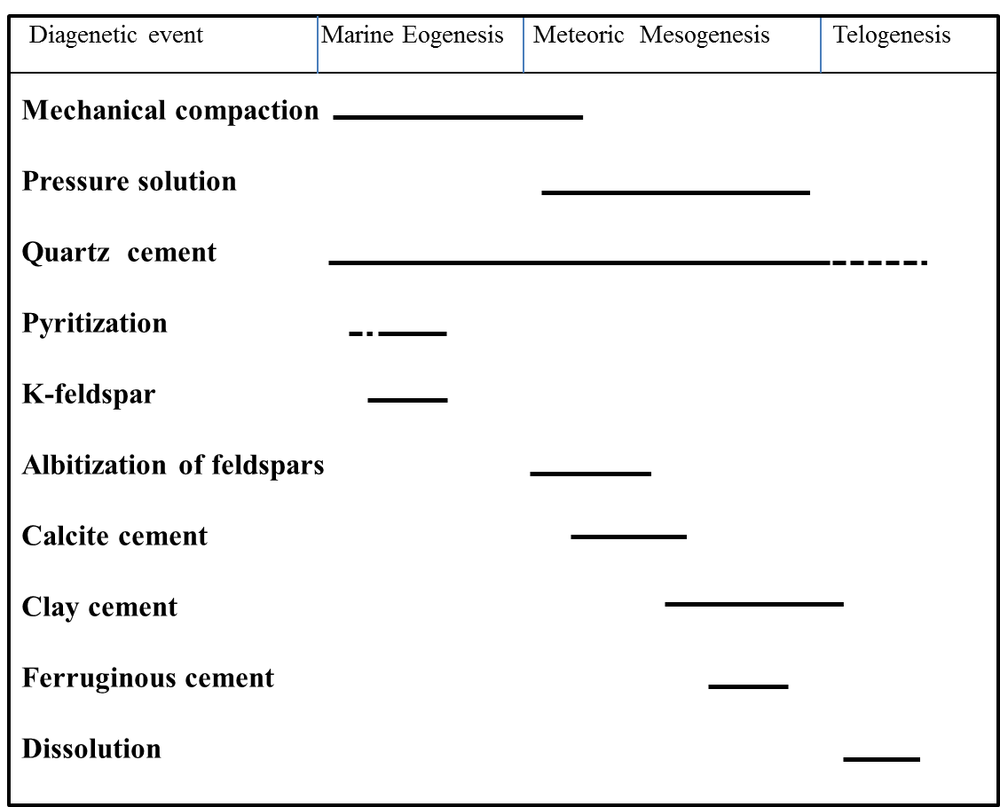 Diagenetic event Marine Eogenesis Meteoric Mesogenesis Telogenesis
Mechanical compaction
Pressure solution
Quartz cement
Pyritization
K-feldspar
Albitization of feldspars
Calcite cement
Clay cement
Ferruginous cement
Dissolution